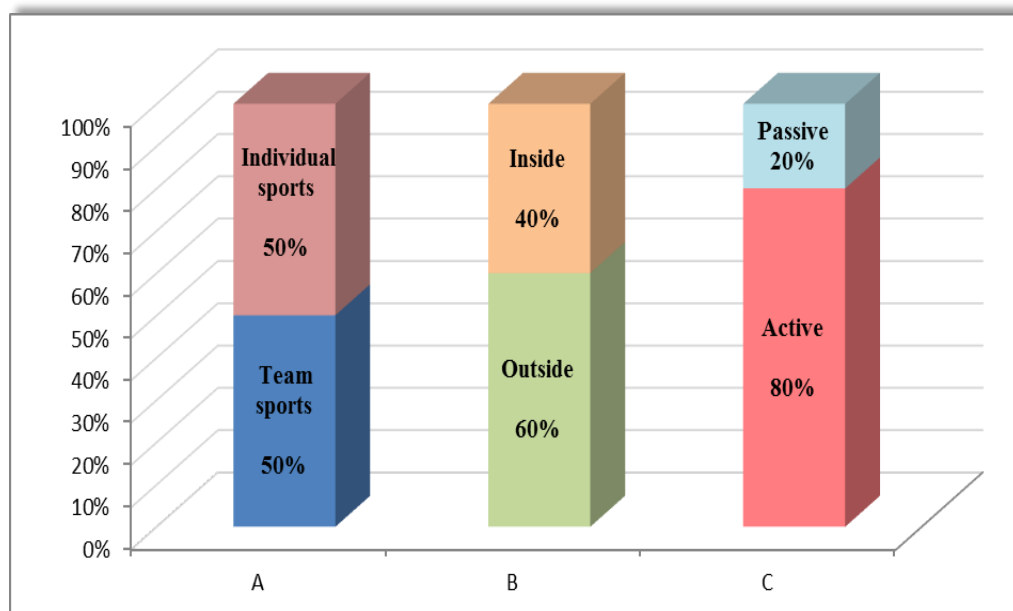 100%
90%
80%
70%
60%
50%
40%
30%
20%
10%
0%
Individual
sports
50%
Team
sports
50%
Inside
40%
Outside
60%
Passive
20%
Active
80%
A
B
C